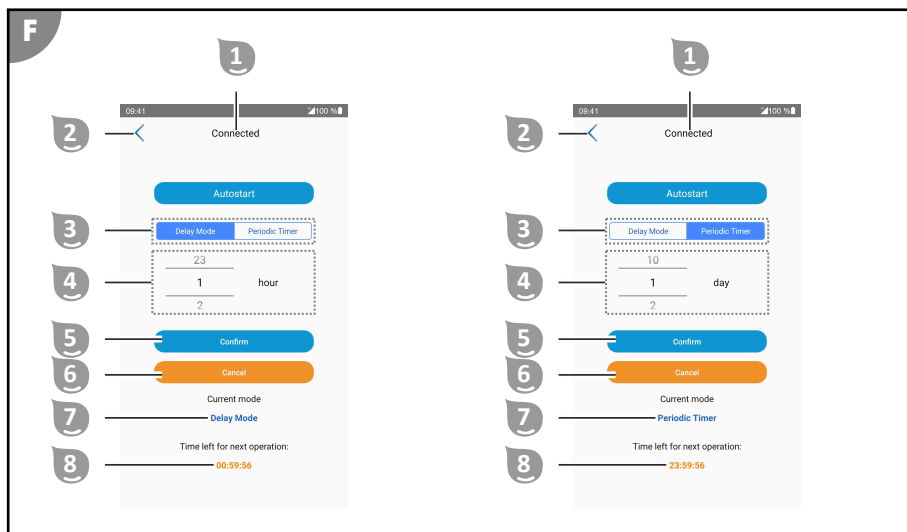 F
1
09:41 100 %
2
Connected
Autostart
3
Delay Mode Periodic Timer
23
4
1 hour
2
5
Confirm
6
Cancel
Current mode
7
Delay Mode
Time left for next operation:
8
00:59:56
1
09:41 100 %
2
Connected
Autostart
3
Delay Mode Periodic Timer
10
4
1 day
2
5
Confirm
6
Cancel
Current mode
7
Periodic Timer
Time left for next operation:
8
23:59:56